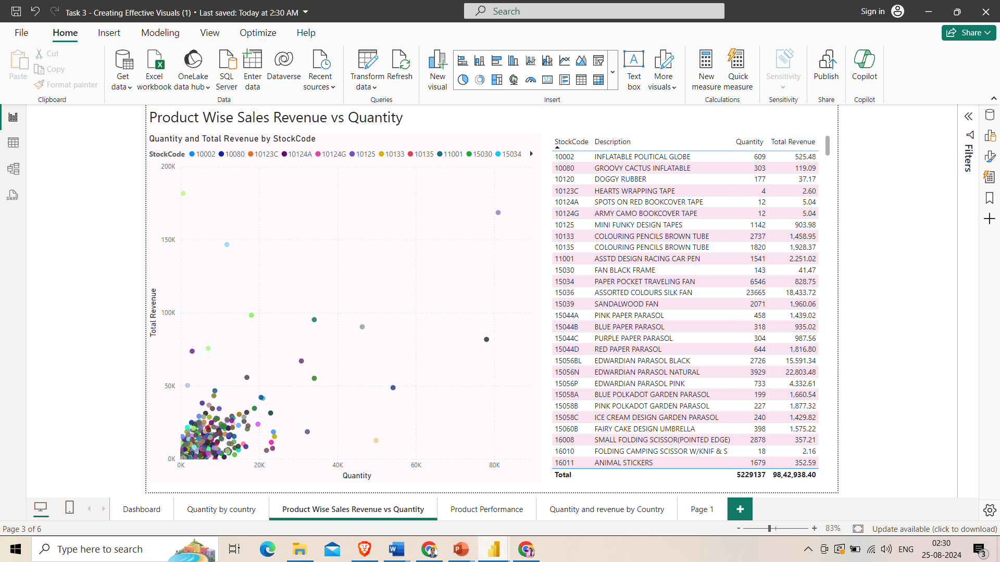 Task 3 - Creating Effective Visuals (1) • Last saved: Today at 2:30 AM
Search
Sign in
File Home Insert Modeling View Optimize Help
Share
Paste
Cut
Copy
Format painter
Clipboard
Get data
Excel workbook
OneLake data hub
SQL Server
Enter data
Dataverse
Recent sources
Data
Transform data
Refresh
Queries
New visual
123
A
Text box
More visuals
Insert
New measure
Quick measure
Calculations
Sensitivity
Sensitivity
Publish
Share
Copilot
Copilot
DAX
Product Wise Sales Revenue vs Quantity
Quantity and Total Revenue by StockCode
StockCode 10002 10080 10123C 10124A 10124G 10125 10133 10135 11001 15030 15034
200K
150K
100K
50K
0K
Total Revenue
0K 20K 40K 60K 80K
Quantity
StockCode Description Quantity Total Revenue
10002 INFLATABLE POLITICAL GLOBE 609 525.48
10080 GROOVY CACTUS INFLATABLE 303 119.09
10120 DOGGY RUBBER 177 37.17
10123C HEARTS WRAPPING TAPE 4 2.60
10124A SPOTS ON RED BOOKCOVER TAPE 12 5.04
10124G ARMY CAMO BOOKCOVER TAPE 12 5.04
10125 MINI FUNKY DESIGN TAPES 1142 903.98
10133 COLOURING PENCILS BROWN TUBE 2737 1,458.95
10135 COLOURING PENCILS BROWN TUBE 1820 1,928.37
11001 ASSTD DESIGN RACING CAR PEN 1541 2,251.02
15030 FAN BLACK FRAME 143 41.47
15034 PAPER POCKET TRAVELING FAN 6546 828.75
15036 ASSORTED COLOURS SILK FAN 23665 18,433.72
15039 SANDALWOOD FAN 2071 1,960.06
15044A PINK PAPER PARASOL 458 1,439.02
15044B BLUE PAPER PARASOL 318 935.02
15044C PURPLE PAPER PARASOL 304 987.56
15044D RED PAPER PARASOL 644 1,816.80
15056BL EDWARDIAN PARASOL BLACK 2726 15,591.34
15056N EDWARDIAN PARASOL NATURAL 3929 22,803.48
15056P EDWARDIAN PARASOL PINK 733 4,332.61
15058A BLUE POLKADOT GARDEN PARASOL 199 1,660.54
15058B PINK POLKADOT GARDEN PARASOL 227 1,877.32
15058C ICE CREAM DESIGN GARDEN PARASOL 240 1,429.82
15060B FAIRY CAKE DESIGN UMBRELLA 398 1,575.22
16008 SMALL FOLDING SCISSOR(POINTED EDGE) 2878 357.21
16010 FOLDING CAMPING SCISSOR W/KNIF & S 18 2.16
16011 ANIMAL STICKERS 1679 352.59
Total 5229137 98,42,938.40
Filters
Dashboard Quantity by country Product Wise Sales Revenue vs Quantity Product Performance Quantity and revenue by Country Page 1 +
Page 3 of 6
- + 83%
Update available (click to download)
Type here to search
W
P
ENG
02:30
25-08-2024
3